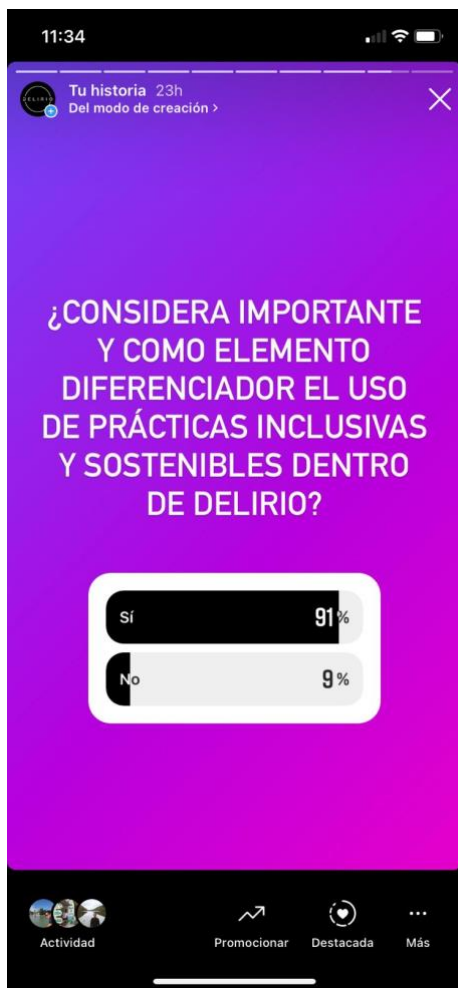 11:34
Tu historia 23h
Del modo de creación >
DELIRIO
¿CONSIDERA IMPORTANTE
Y COMO ELEMENTO
DIFERENCIADOR EL USO
DE PRÁCTICAS INCLUSIVAS
Y SOSTENIBLES DENTRO
DE DELIRIO?
Sí 91%
No 9%
Actividad Promocionar Destacada Más